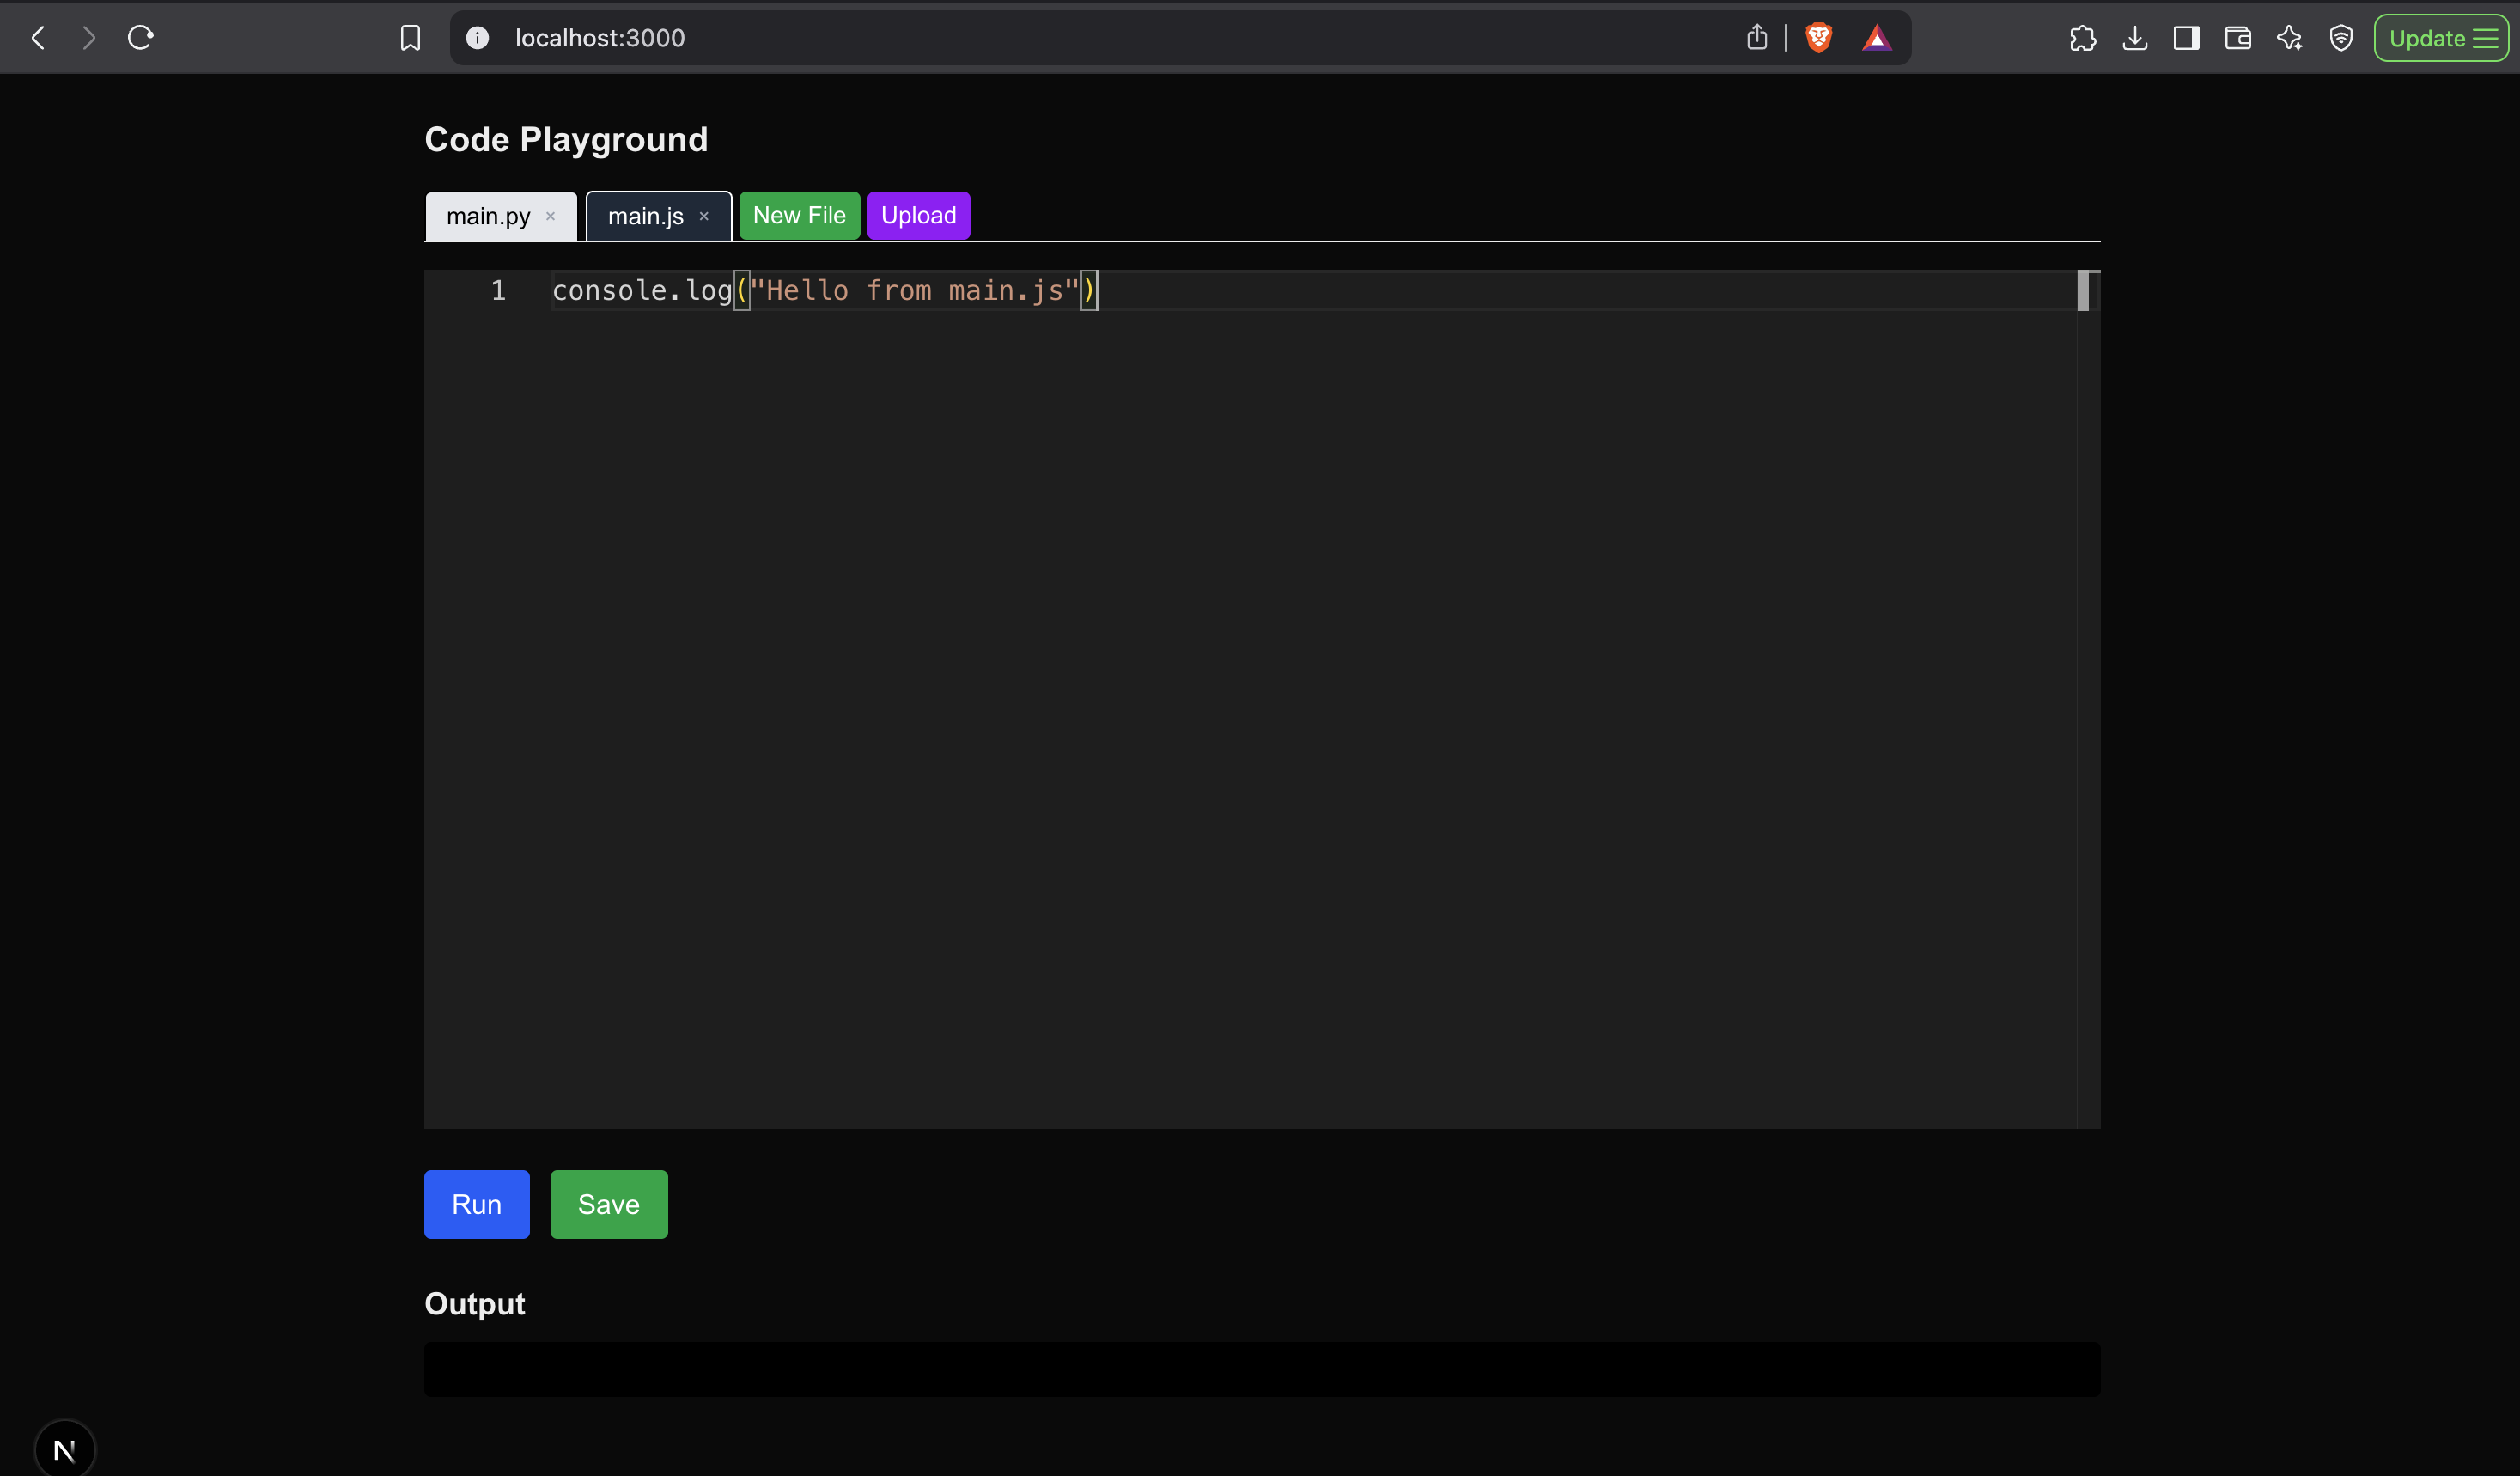 localhost:3000
Update
Code Playground
main.py × main.js × New File Upload
1 console.log("Hello from main.js")
Run Save
Output
N